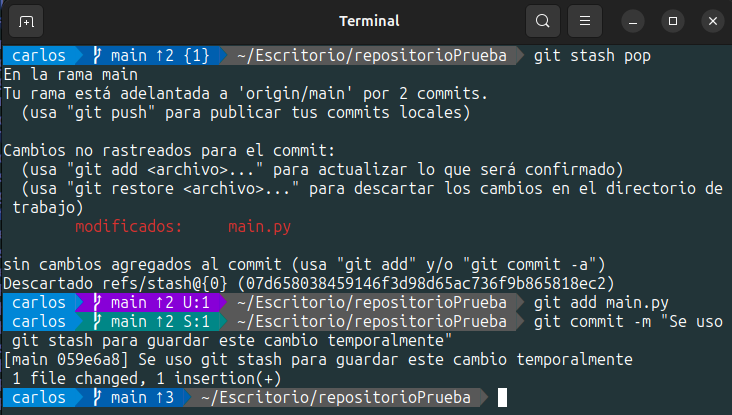 Terminal
carlos main ↑2 {1} ~/Escritorio/repositorioPrueba git stash pop
En la rama main
Tu rama está adelantada a 'origin/main' por 2 commits.
(usa "git push" para publicar tus commits locales)
Cambios no rastreados para el commit:
(usa "git add <archivo>..." para actualizar lo que será confirmado)
(usa "git restore <archivo>..." para descartar los cambios en el directorio de
trabajo)
modificados: main.py
sin cambios agregados al commit (usa "git add" y/o "git commit -a")
Descartado refs/stash@{0} (07d658038459146f3d98d65ac736f9b865818ec2)
carlos main ↑2 U:1 ~/Escritorio/repositorioPrueba git add main.py
carlos main ↑2 S:1 ~/Escritorio/repositorioPrueba git commit -m "Se uso
git stash para guardar este cambio temporalmente"
[main 059e6a8] Se uso git stash para guardar este cambio temporalmente
1 file changed, 1 insertion(+)
carlos main ↑3 ~/Escritorio/repositorioPrueba